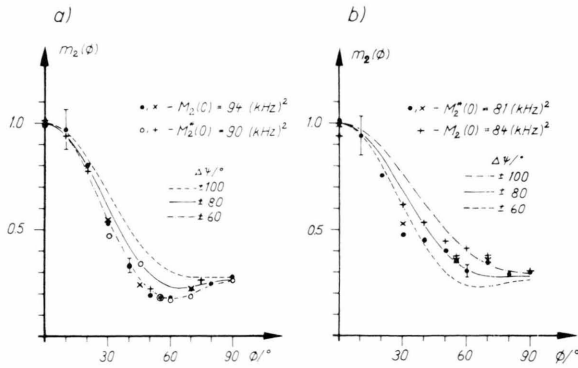 a)
m₂(ϕ)
•, × - M₂(0) = 94 (kHz)²
○, + - M₂*(0) = 90 (kHz)²
Δψ/°
±100
±80
±60
1.0
0.5
30
60
90
ϕ/°
b)
m₂(ϕ)
•, × - M₂*(0) = 81 (kHz)²
+ - M₂(0) = 84 (kHz)²
Δψ/°
±100
±80
±60
1.0
0.5
30
60
90
ϕ/°